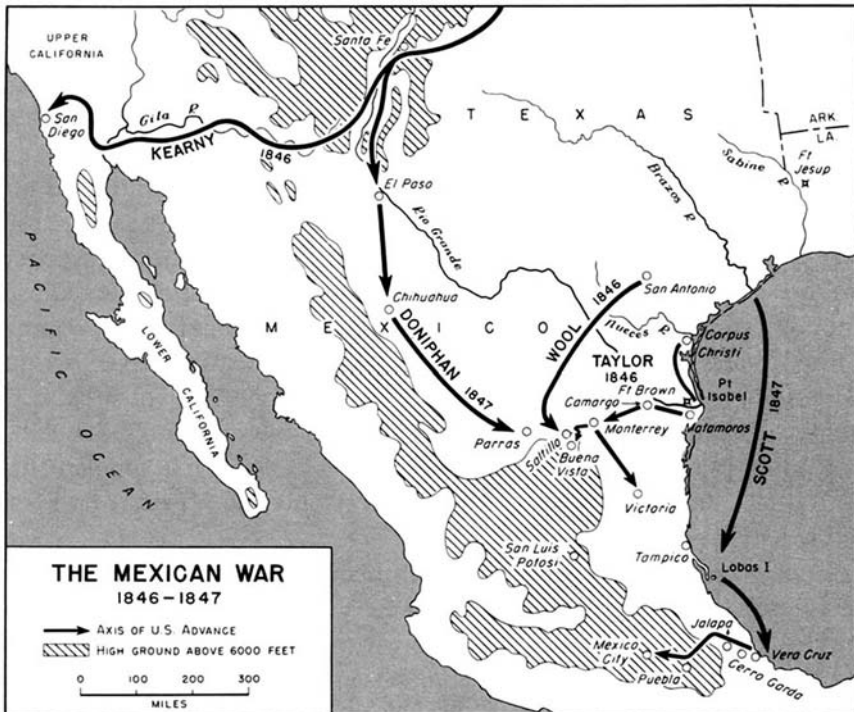 UPPER
CALIFORNIA
Santa Fe
San
Diego
Gila R
KEARNY
1846
T E X A S
ARK.
LA.
Sabine R
Ft
Jesup
Brazos R
El Paso
Rio Grande
PACIFIC OCEAN
LOWER
CALIFORNIA
M E X I C O
Chihuahua
DONIPHAN
1847
WOOL
1846
San Antonio
Nueces R
Corpus
Christi
TAYLOR
1846
Ft Brown
Pt
Isabel
Camargo
Matamoros
Monterrey
Parras
Saltillo
Buena
Vista
Victoria
SCOTT
1847
San Luis
Potosi
Tampico
Lobas I
Jalapa
Mexico
City
Puebla
Cerro Garda
Vera Cruz
THE MEXICAN WAR
1846-1847
AXIS OF U.S. ADVANCE
HIGH GROUND ABOVE 6000 FEET
0 100 200 300
MILES